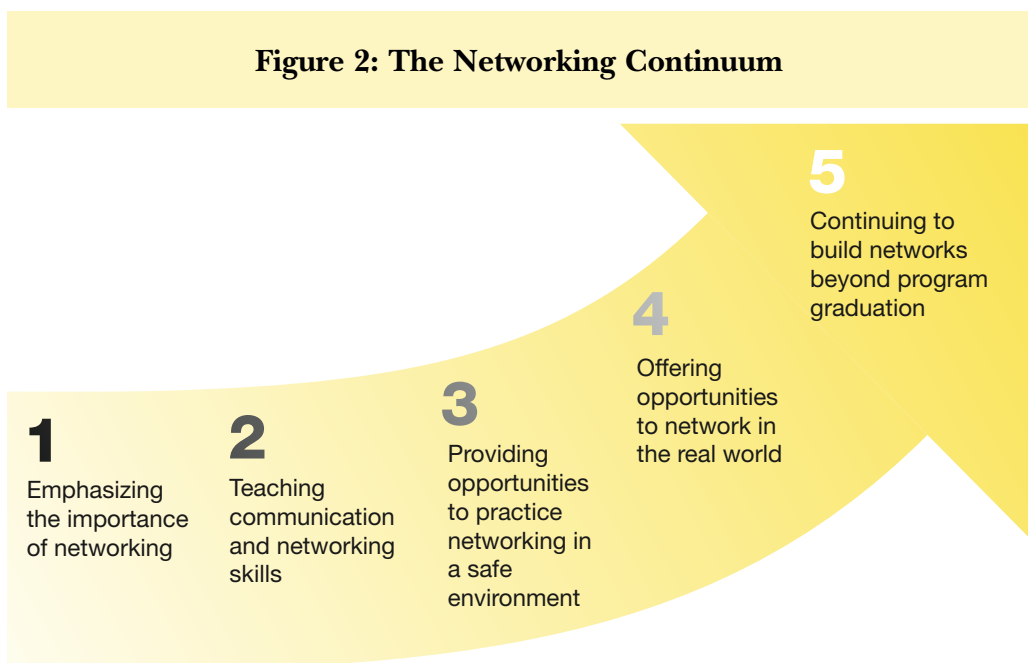 Figure 2: The Networking Continuum
1
Emphasizing
the importance
of networking
2
Teaching
communication
and networking
skills
3
Providing
opportunities
to practice
networking in
a safe
environment
4
Offering
opportunities
to network in
the real world
5
Continuing to
build networks
beyond program
graduation